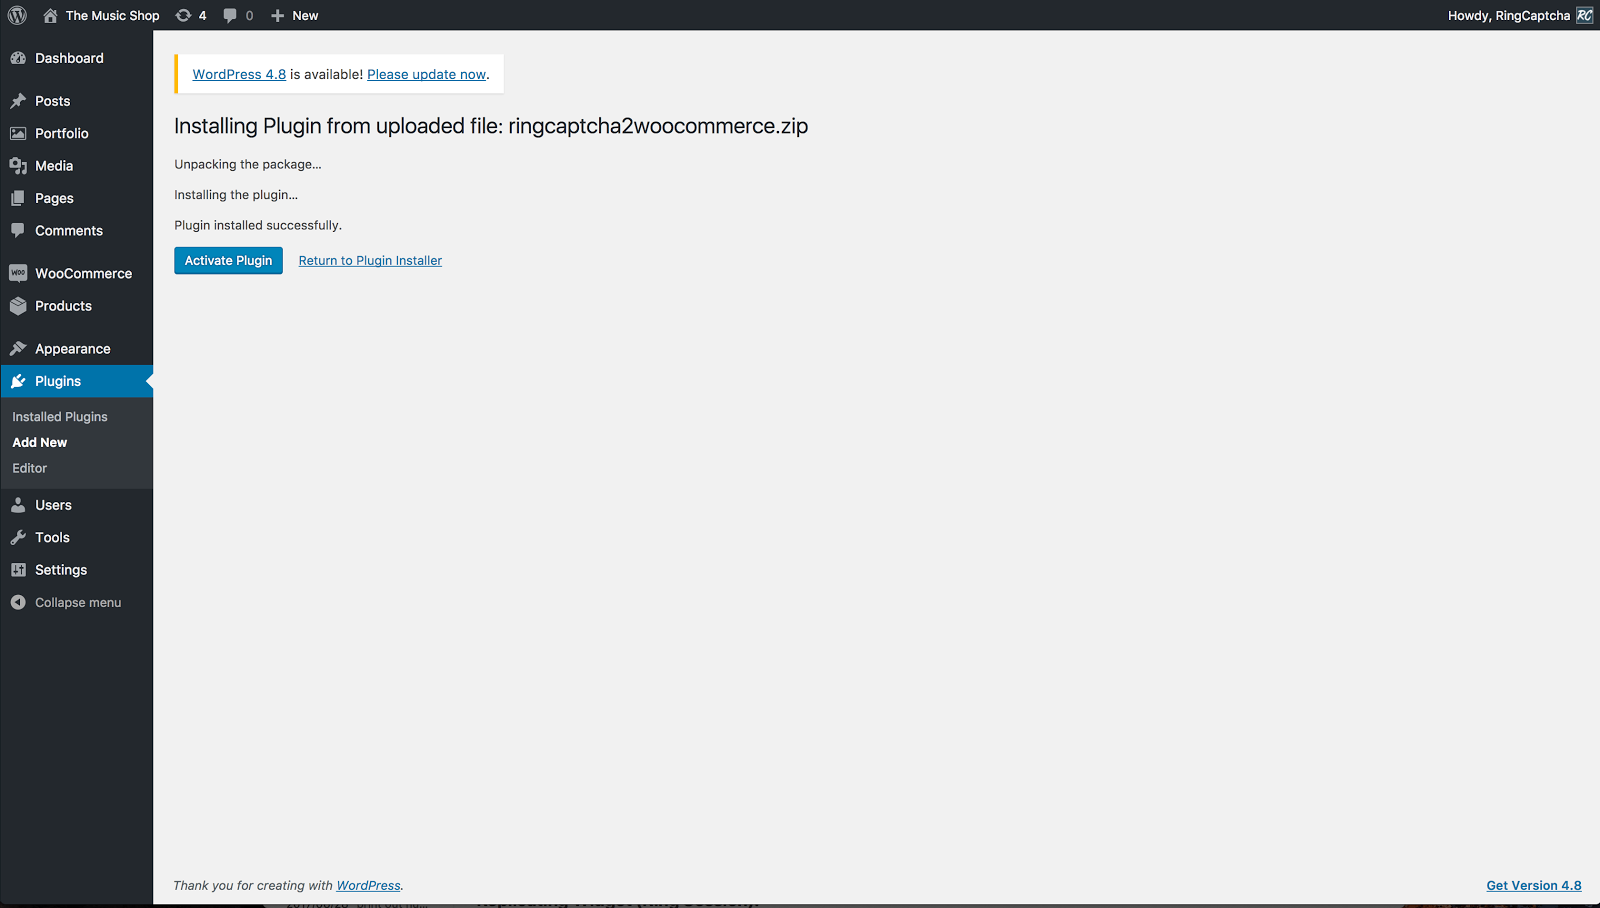 The Music Shop 4 0 New Howdy, RingCaptcha RC
Dashboard
Posts
Portfolio
Media
Pages
Comments
WOO WooCommerce
Products
Appearance
Plugins
Installed Plugins
Add New
Editor
Users
Tools
Settings
Collapse menu
WordPress 4.8 is available! Please update now.
Installing Plugin from uploaded file: ringcaptcha2woocommerce.zip
Unpacking the package...
Installing the plugin...
Plugin installed successfully.
Activate Plugin Return to Plugin Installer
Thank you for creating with WordPress. Get Version 4.8